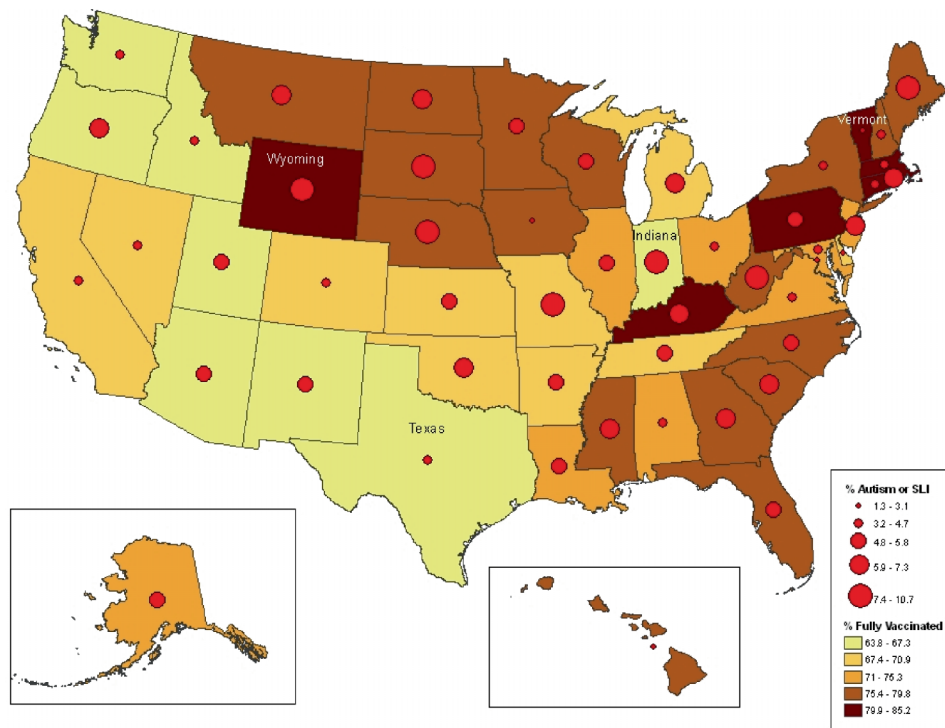 Vermont
Wyoming
Indiana
Texas
% Autism or SLI
1.3 - 3.1
3.2 - 4.7
4.8 - 5.8
5.9 - 7.3
7.4 - 10.7
% Fully Vaccinated
63.8 - 67.3
67.4 - 70.9
71 - 75.3
75.4 - 79.8
79.9 - 85.2